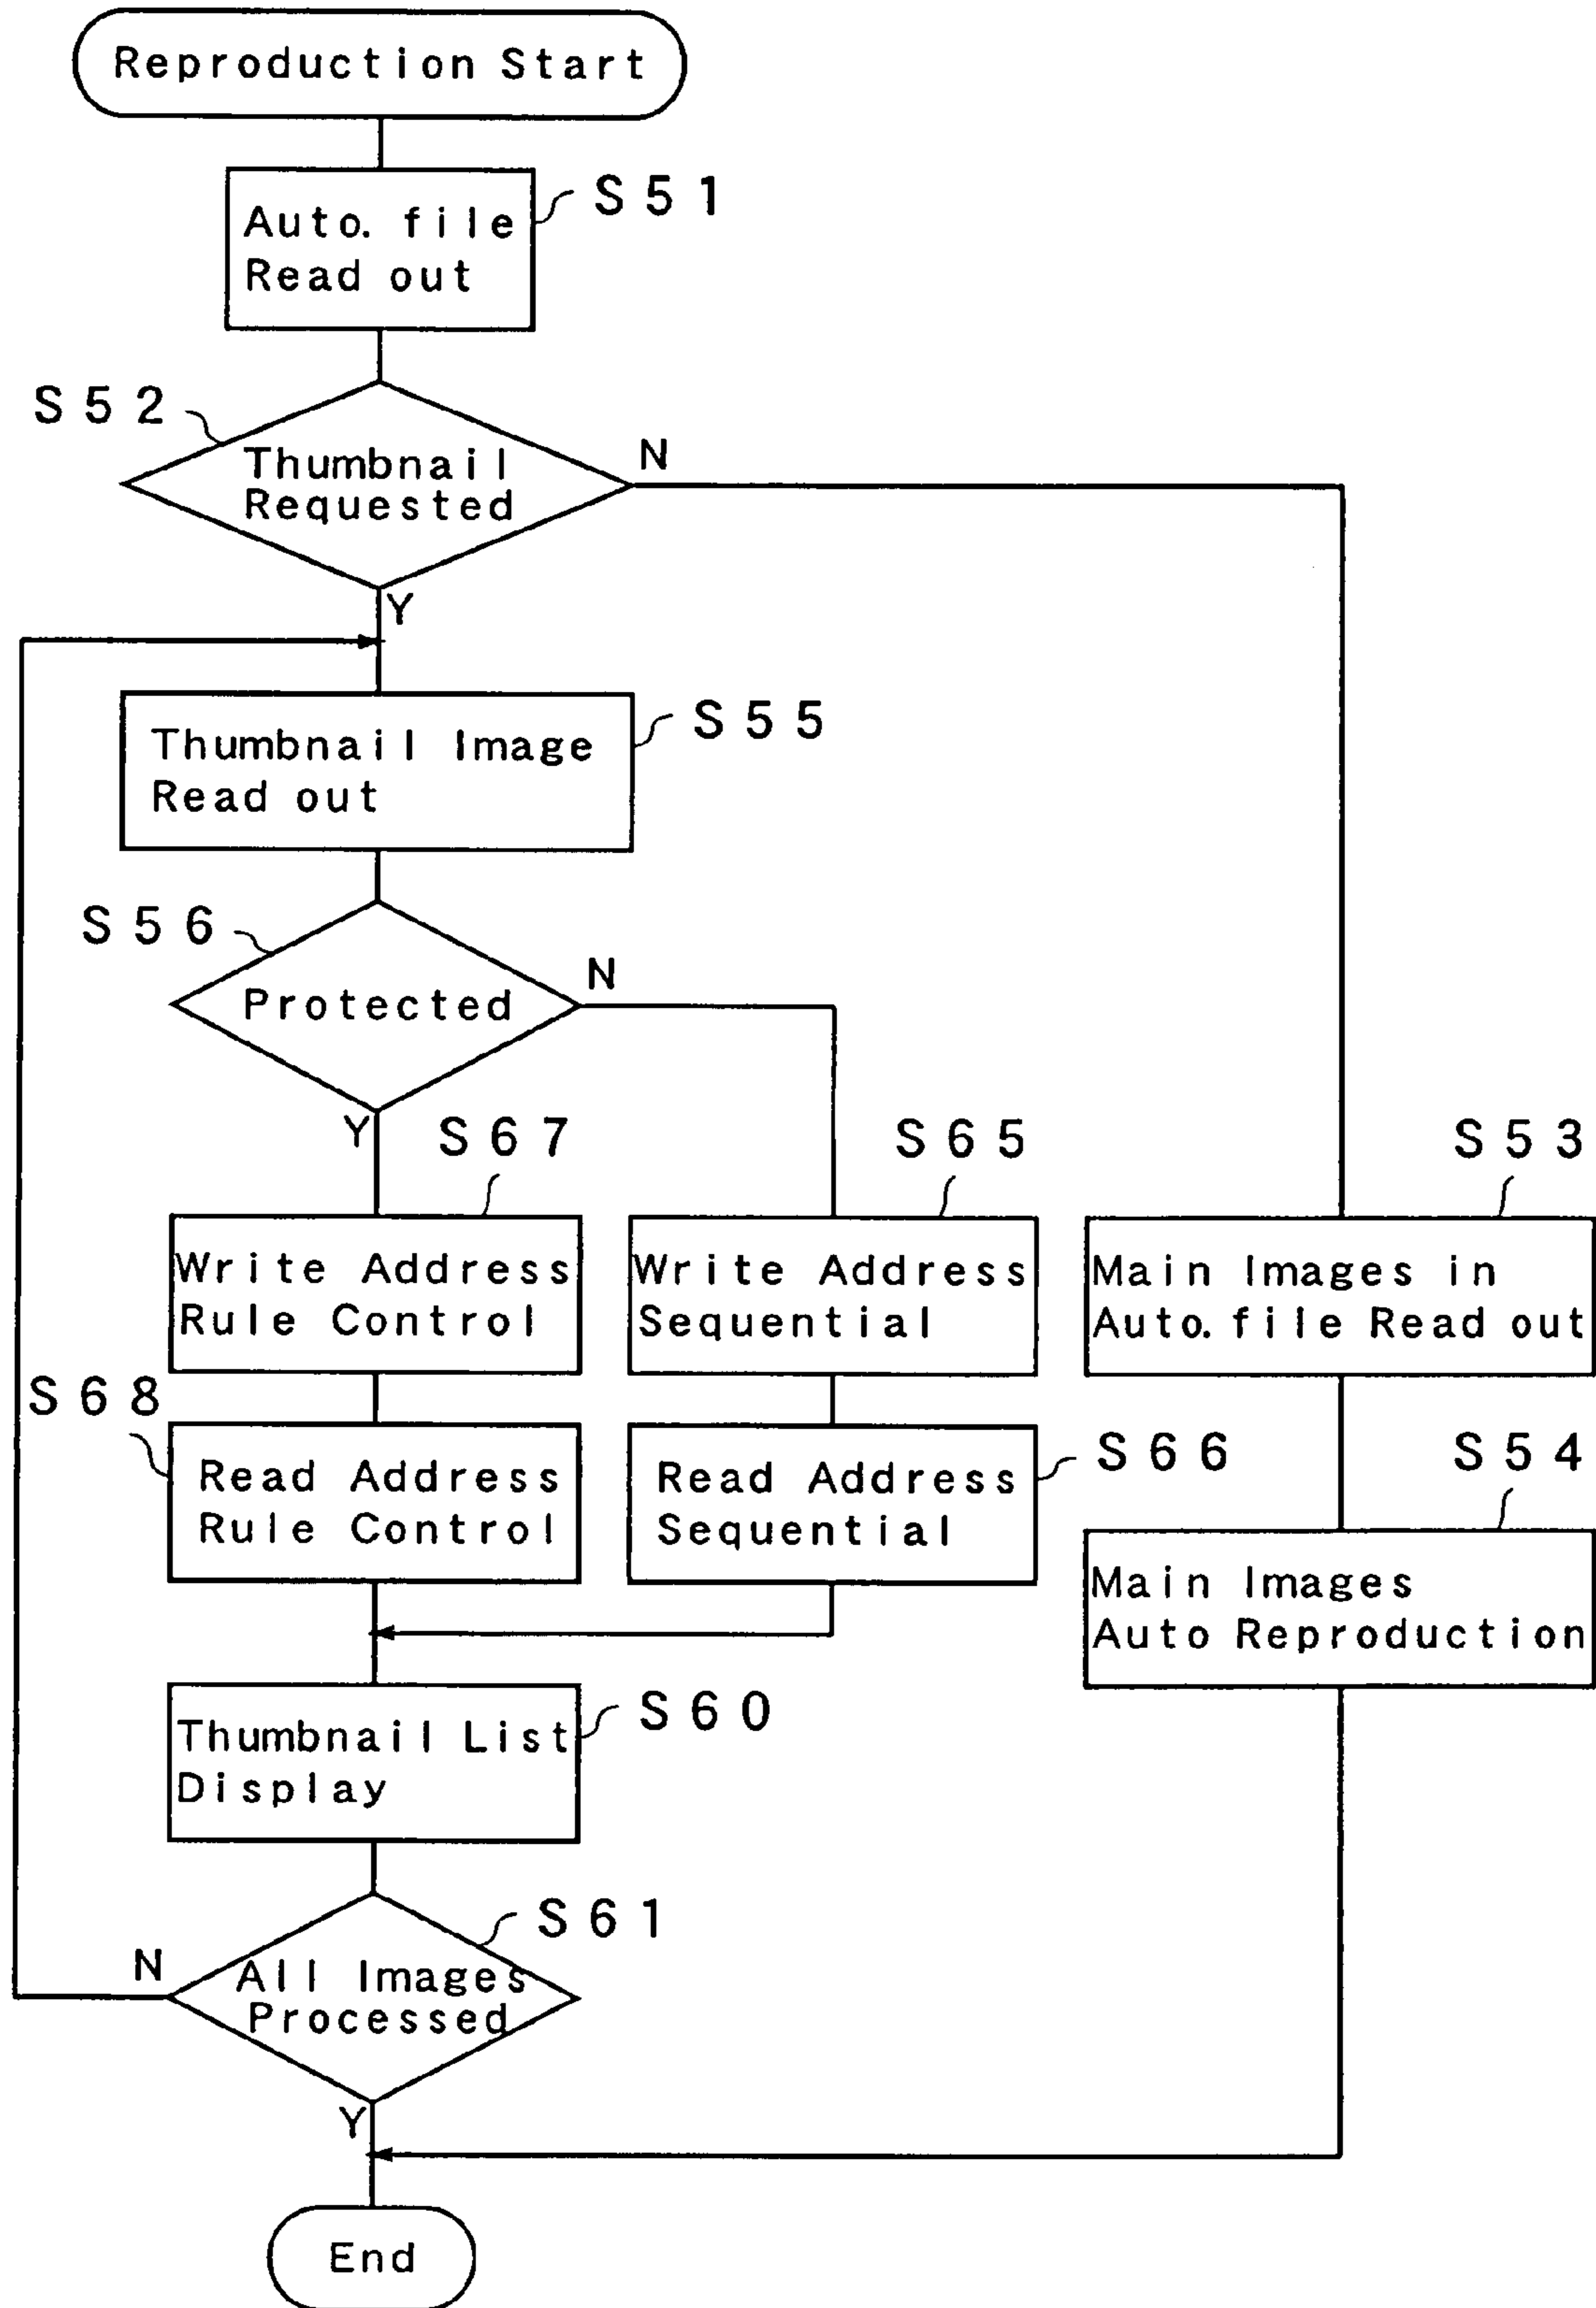 Reproduction Start
S51
Auto. file
Read out
S52
Thumbnail
Requested
N
Y
S55
Thumbnail Image
Read out
S56
Protected
N
Y
S67
S65
S53
Write Address
Rule Control
Write Address
Sequential
Main Images in
Auto. file Read out
S68
Read Address
Rule Control
S66
Read Address
Sequential
S54
Main Images
Auto Reproduction
S60
Thumbnail List
Display
S61
N
All Images
Processed
Y
End